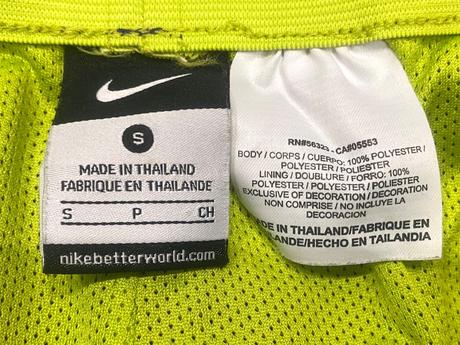 S
MADE IN THAILAND
FABRIQUE EN THAILANDE
S P CH
nikebetterworld.com
RN#56323 - CA#05553
BODY / CORPS / CUERPO: 100% POLYESTER /
POLYESTER / POLIESTER
LINING / DOUBLURE / FORRO: 100%
POLYESTER / POLYESTER / POLIESTER
EXCLUSIVE OF DECORATION / DECORATION
NON COMPRISE / NO INCLUYE LA
DECORACION
MADE IN THAILAND/FABRIQUE EN
THAILANDE/HECHO EN TAILANDIA